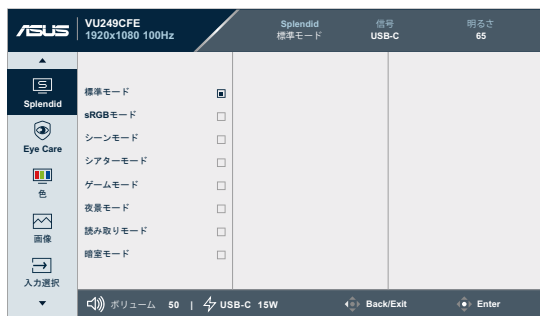 ASUS
VU249CFE
1920x1080 100Hz
Splendid
標準モード
信号
USB-C
明るさ
65
Splendid
Eye Care
色
画像
入力選択
標準モード
sRGBモード
シーンモード
シアターモード
ゲームモード
夜景モード
読み取りモード
暗室モード
ボリューム 50 | USB-C 15W
Back/Exit
Enter